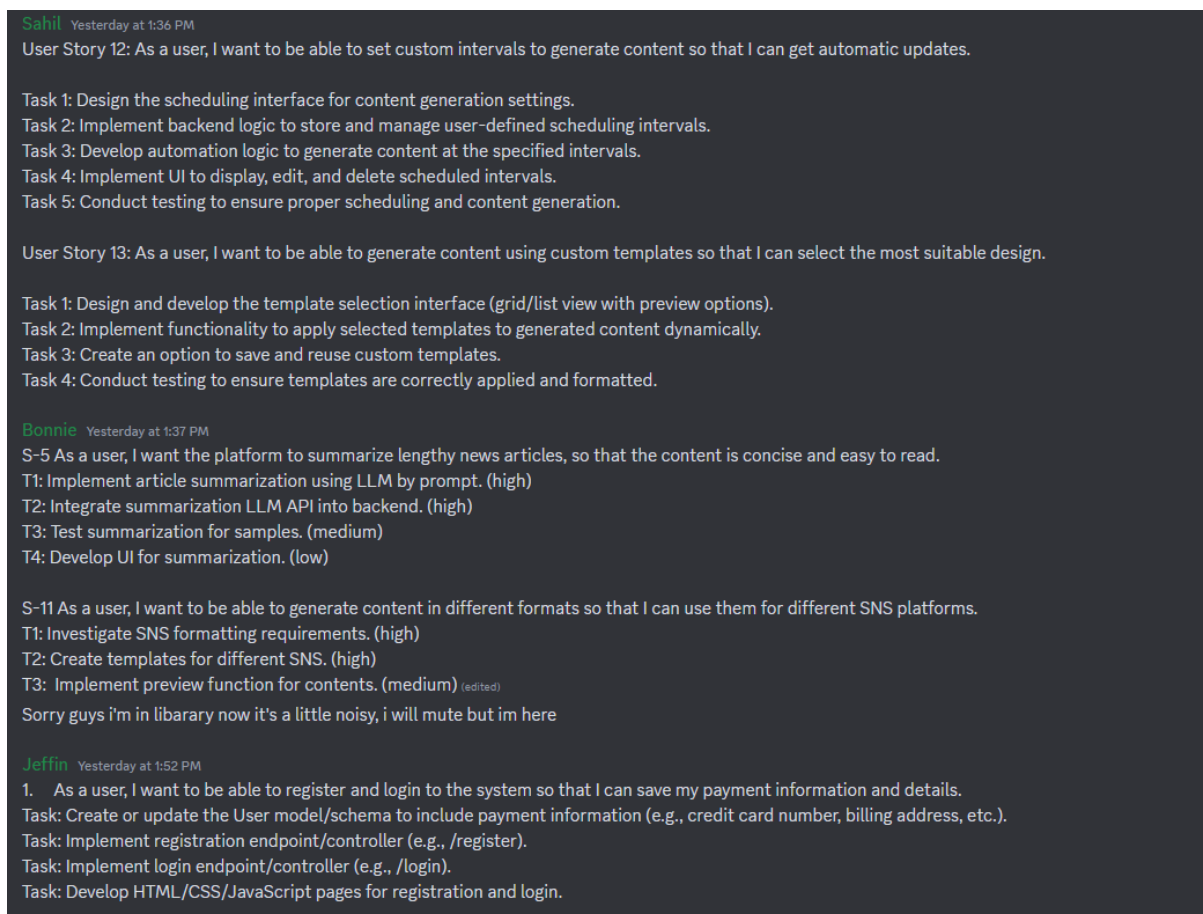 Sahil Yesterday at 1:36 PM
User Story 12: As a user, I want to be able to set custom intervals to generate content so that I can get automatic updates.
Task 1: Design the scheduling interface for content generation settings.
Task 2: Implement backend logic to store and manage user-defined scheduling intervals.
Task 3: Develop automation logic to generate content at the specified intervals.
Task 4: Implement UI to display, edit, and delete scheduled intervals.
Task 5: Conduct testing to ensure proper scheduling and content generation.
User Story 13: As a user, I want to be able to generate content using custom templates so that I can select the most suitable design.
Task 1: Design and develop the template selection interface (grid/list view with preview options).
Task 2: Implement functionality to apply selected templates to generated content dynamically.
Task 3: Create an option to save and reuse custom templates.
Task 4: Conduct testing to ensure templates are correctly applied and formatted.
Bonnie Yesterday at 1:37 PM
S-5 As a user, I want the platform to summarize lengthy news articles, so that the content is concise and easy to read.
T1: Implement article summarization using LLM by prompt. (high)
T2: Integrate summarization LLM API into backend. (high)
T3: Test summarization for samples. (medium)
T4: Develop UI for summarization. (low)
S-11 As a user, I want to be able to generate content in different formats so that I can use them for different SNS platforms.
T1: Investigate SNS formatting requirements. (high)
T2: Create templates for different SNS. (high)
T3: Implement preview function for contents. (medium) (edited)
Sorry guys i'm in libarary now it's a little noisy, i will mute but im here
Jeffin Yesterday at 1:52 PM
1. As a user, I want to be able to register and login to the system so that I can save my payment information and details.
Task: Create or update the User model/schema to include payment information (e.g., credit card number, billing address, etc.).
Task: Implement registration endpoint/controller (e.g., /register).
Task: Implement login endpoint/controller (e.g., /login).
Task: Develop HTML/CSS/JavaScript pages for registration and login.